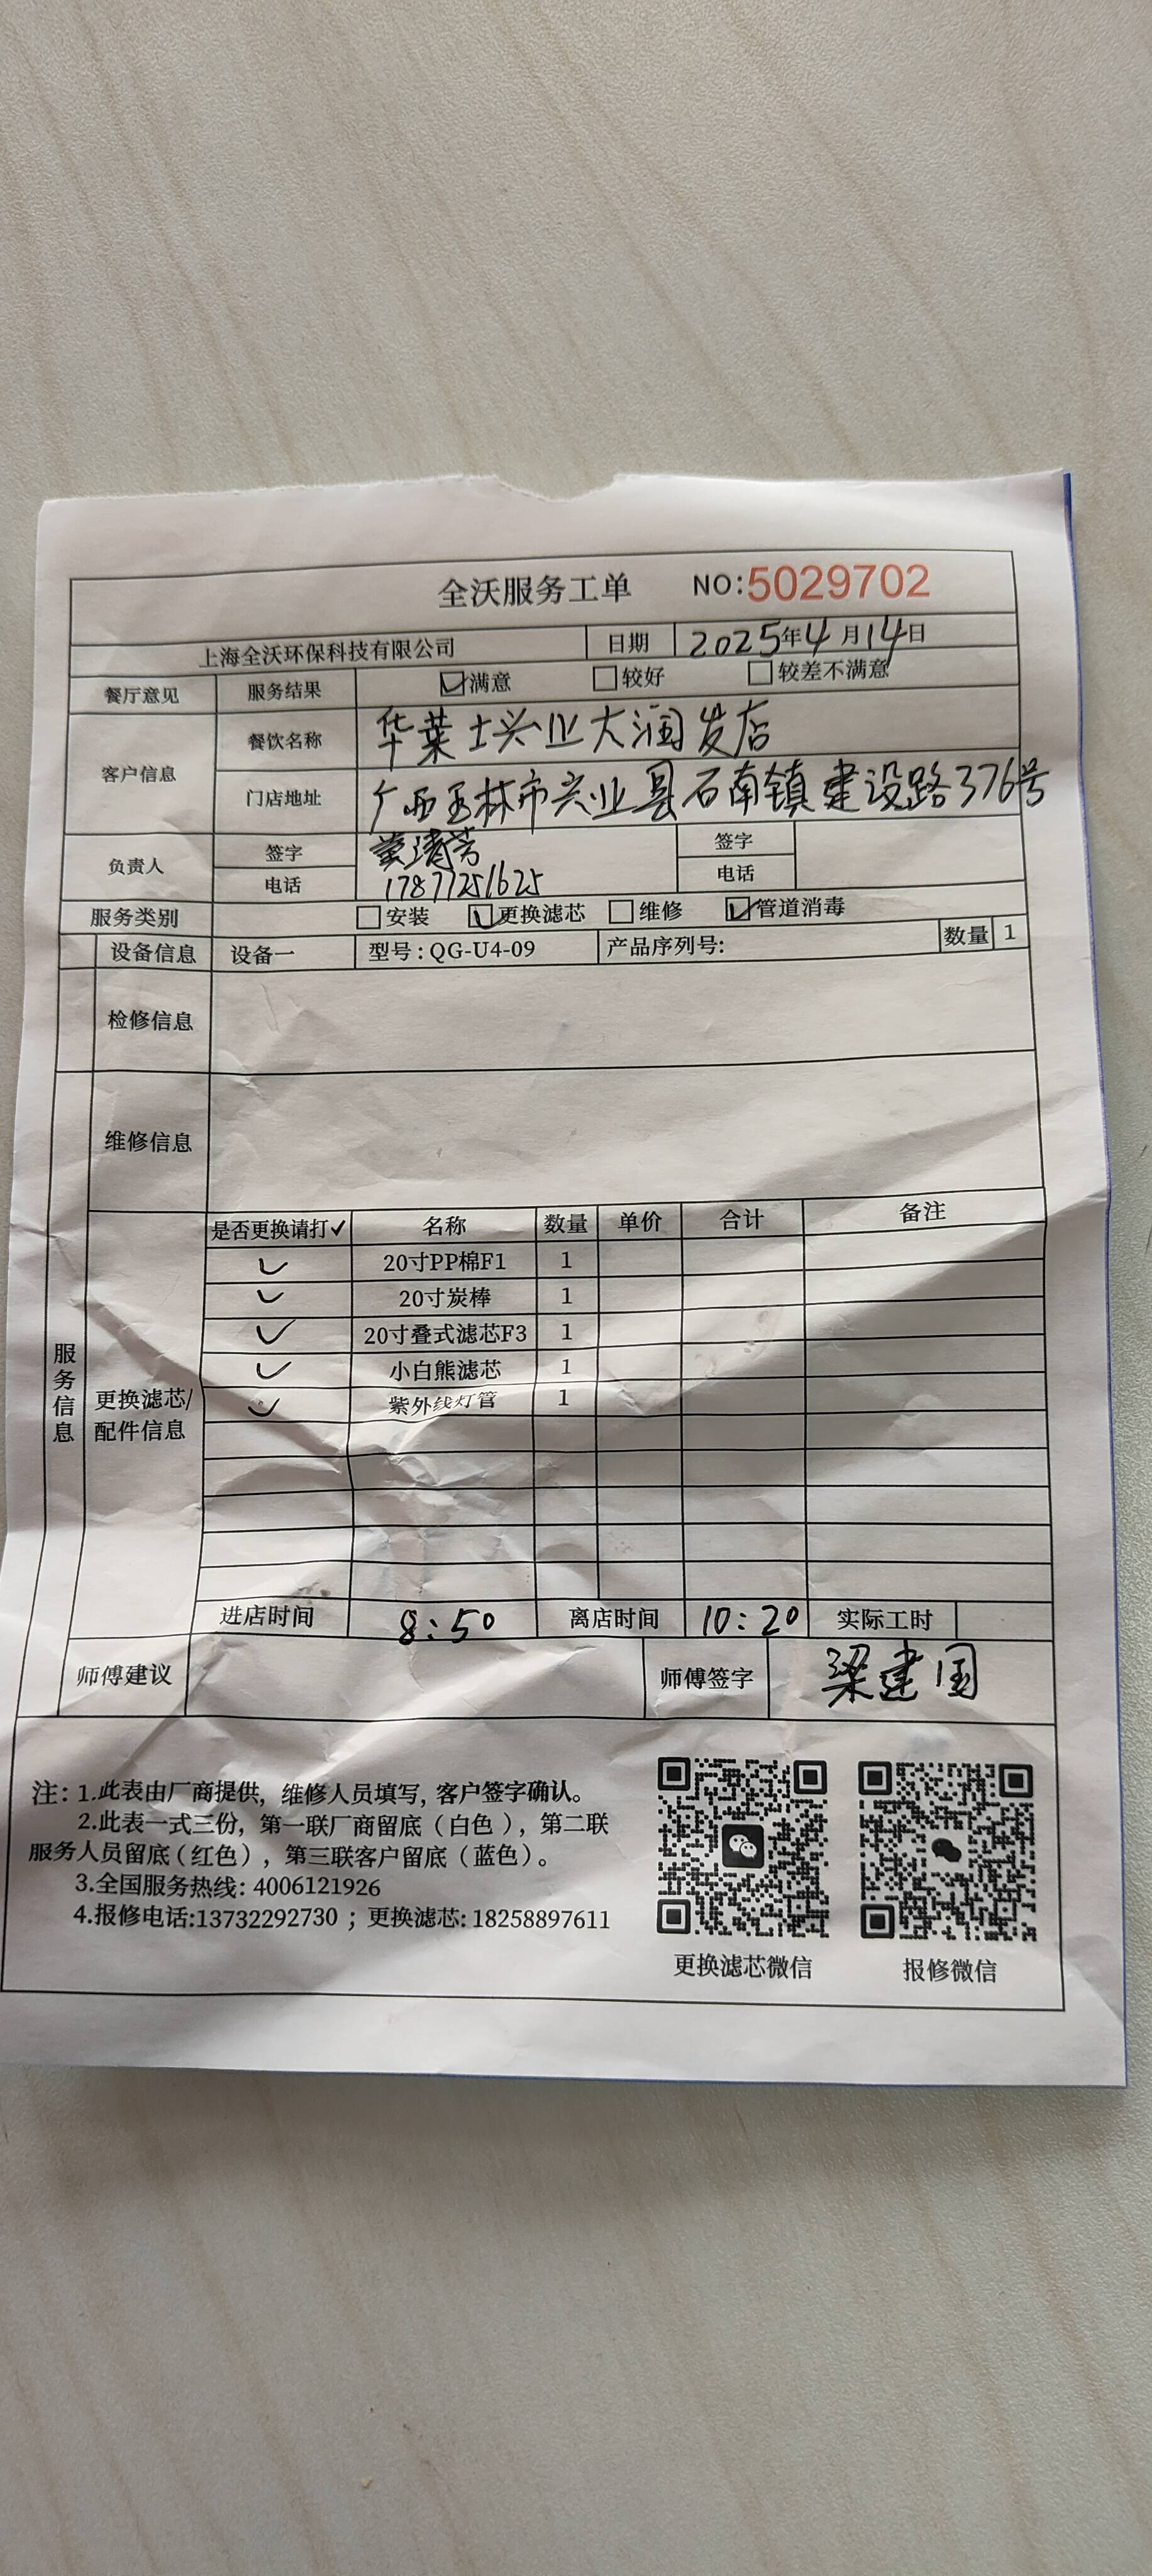 全沃服务工单 NO:5029702
上海全沃环保科技有限公司 日期 2025年4月14日
餐厅意见 服务结果 满意 较好 较差不满意
客户信息 餐饮名称 华莱士兴业大润发店
门店地址 广西玉林市兴业县石南镇建设路376号
负责人 签字 清芳 签字
电话 17877251625 电话
服务类别 安装 更换滤芯 维修 管道消毒
设备信息 设备一 型号:QG-U4-09 产品序列号: 数量 1
检修信息
维修信息
服务信息
更换滤芯/配件信息
是否更换请打✓ 名称 数量 单价 合计 备注
✓ 20寸PP棉F1 1
✓ 20寸炭棒 1
✓ 20寸叠式滤芯F3 1
✓ 小白熊滤芯 1
✓ 紫外线灯管 1
进店时间 8:50 离店时间 10:20 实际工时
师傅建议 师傅签字 梁建国
注: 1.此表由厂商提供, 维修人员填写, 客户签字确认。
2.此表一式三份, 第一联厂商留底（白色）, 第二联
服务人员留底（红色）, 第三联客户留底（蓝色）。
3.全国服务热线: 4006121926
4.报修电话:13732292730 ; 更换滤芯: 18258897611
更换滤芯微信 报修微信